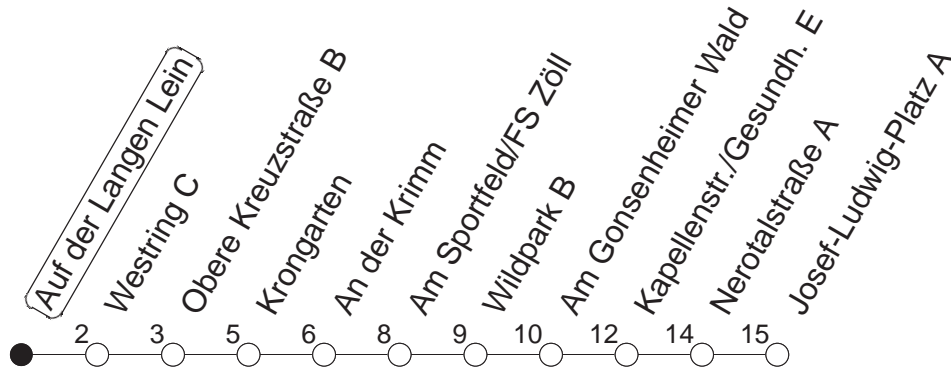 Auf der Langen Lein
Westring C
Obere Kreuzstraße B
Krongarten
An der Krimm
Am Sportfeld/FS Zöll
Wildpark B
Am Gonsenheimer Wald
Kapellenstr./Gesundh. E
Nerotalstraße A
Josef-Ludwig-Platz A
2 3 5 6 8 9 10 12 14 15